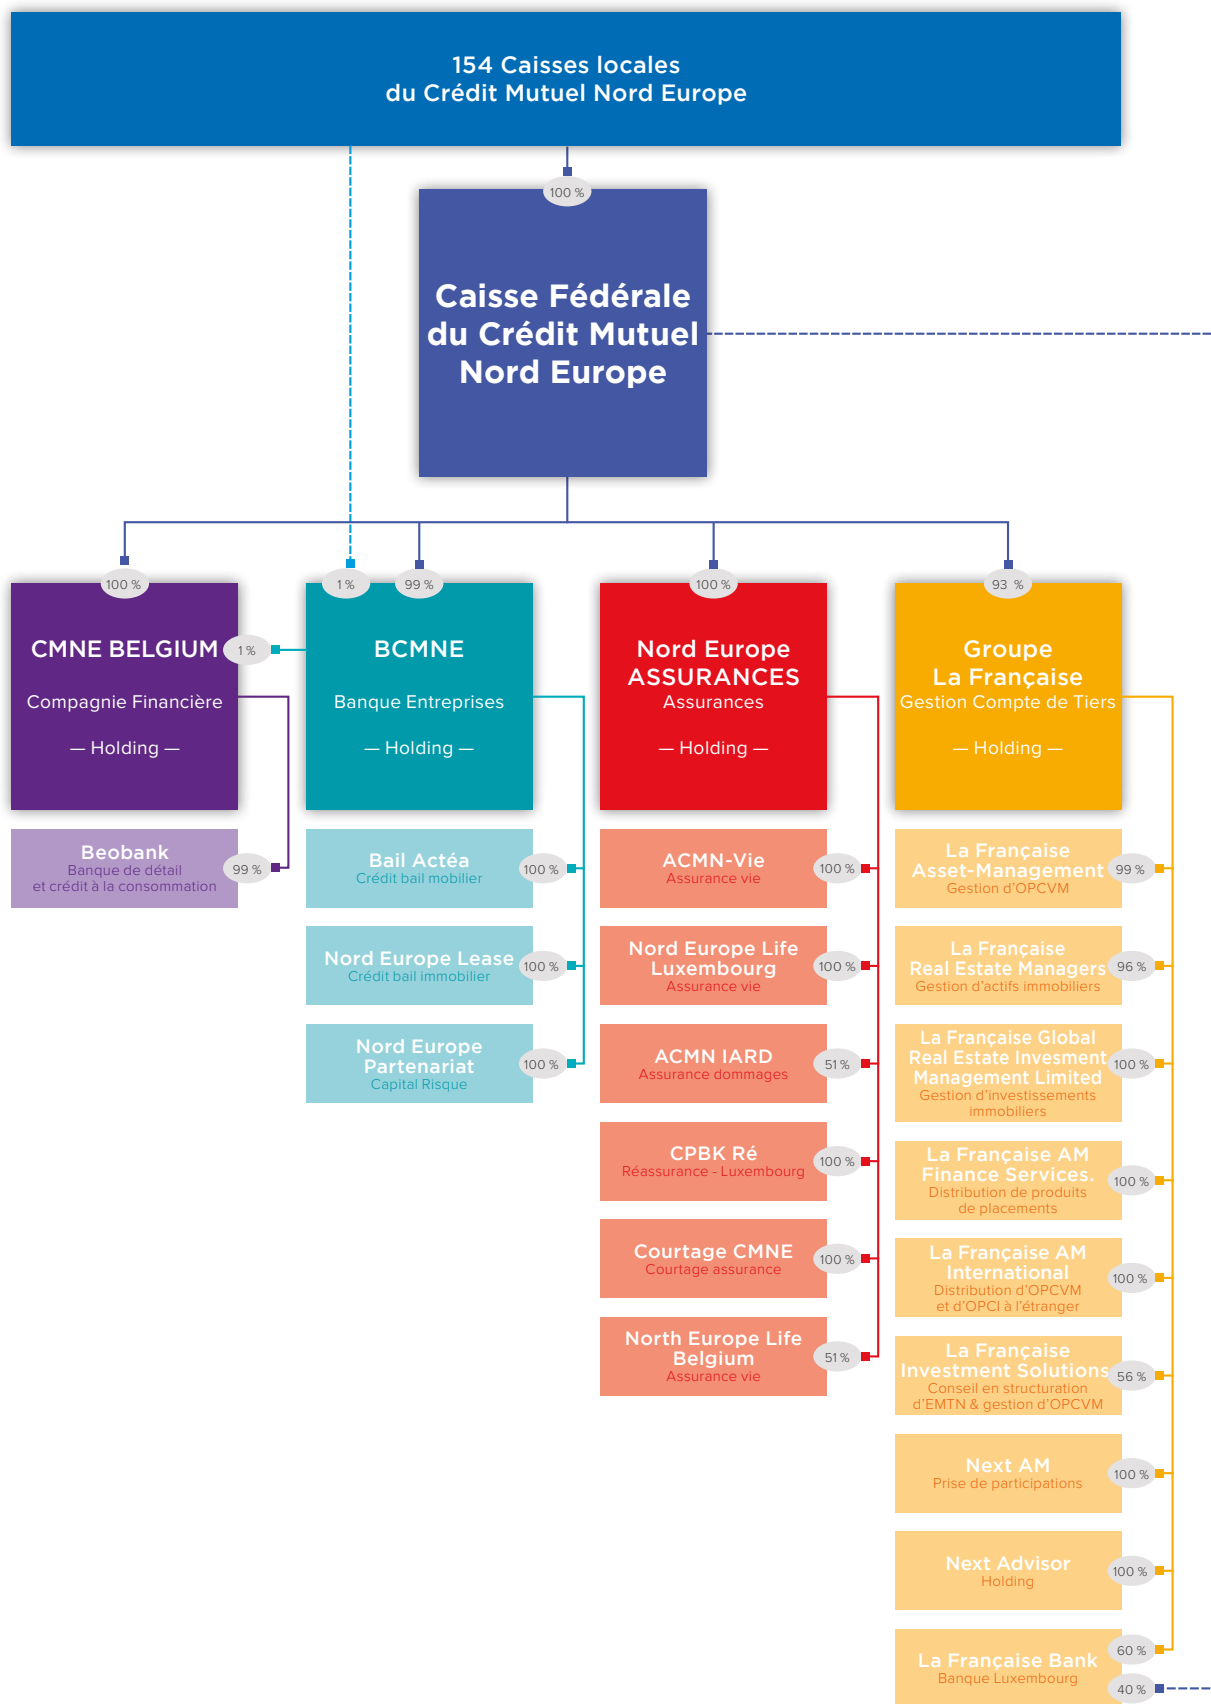 154 Caisses locales
du Crédit Mutuel Nord Europe
100 %
Caisse Fédérale
du Crédit Mutuel
Nord Europe
100 %
CMNE BELGIUM
1 %
Compagnie Financière
— Holding —
Beobank
Banque de détail
et crédit à la consommation
99 %
1 %
99 %
BCMNE
Banque Entreprises
— Holding —
Bail Actéa
Crédit bail mobilier
100 %
Nord Europe Lease
Crédit bail immobilier
100 %
Nord Europe
Partenariat
Capital Risque
100 %
100 %
Nord Europe
ASSURANCES
Assurances
— Holding —
ACMN-Vie
Assurance vie
100 %
Nord Europe Life
Luxembourg
Assurance vie
100 %
ACMN IARD
Assurance dommages
51 %
CPBK Ré
Réassurance - Luxembourg
100 %
Courtage CMNE
Courtage assurance
100 %
North Europe Life
Belgium
Assurance vie
51 %
93 %
Groupe
La Française
Gestion Compte de Tiers
— Holding —
La Française
Asset-Management
Gestion d'OPCVM
99 %
La Française
Real Estate Managers
Gestion d'actifs immobiliers
96 %
La Française Global
Real Estate Invesment
Management Limited
Gestion d'investissements
immobiliers
100 %
La Française AM
Finance Services.
Distribution de produits
de placements
100 %
La Française AM
International
Distribution d'OPCVM
et d'OPCI à l'étranger
100 %
La Française
Investment Solutions
Conseil en structuration
d'EMTN & gestion d'OPCVM
56 %
Next AM
Prise de participations
100 %
Next Advisor
Holding
100 %
La Française Bank
Banque Luxembourg
60 %
40 %